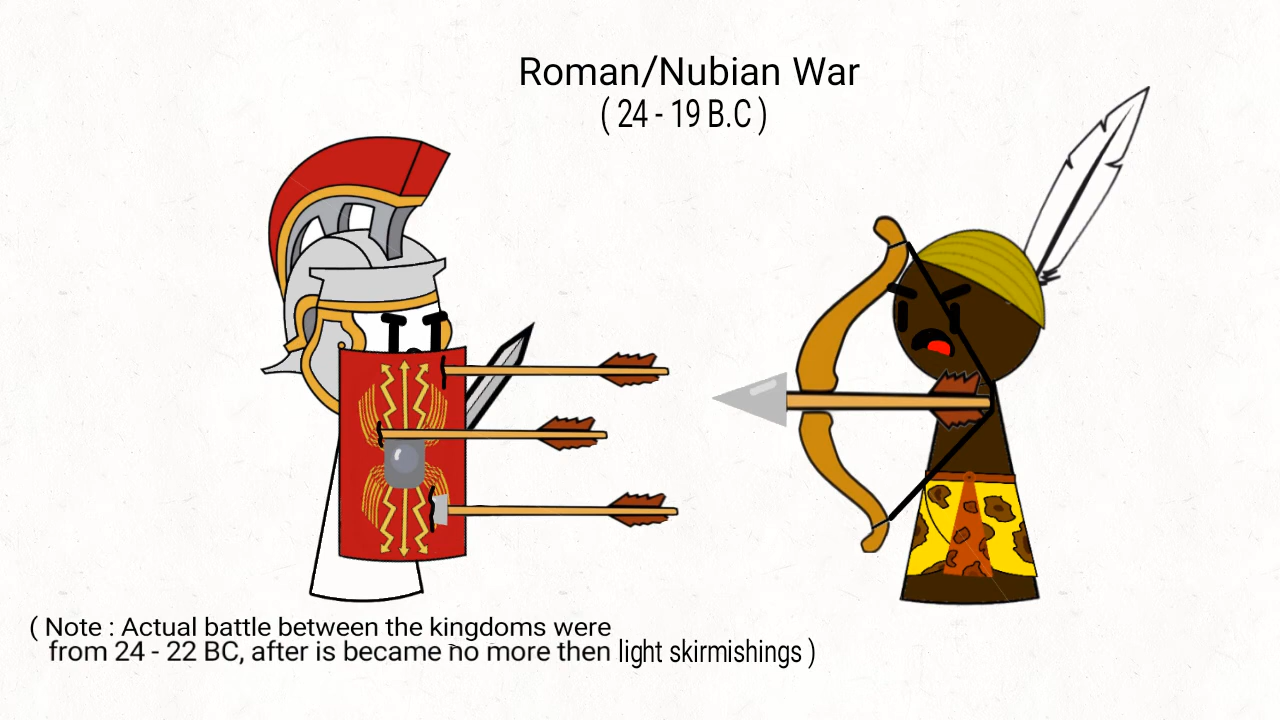 Roman/Nubian War
( 24 - 19 B.C )
( Note : Actual battle between the kingdoms were
from 24 - 22 BC, after is became no more then light skirmishings )